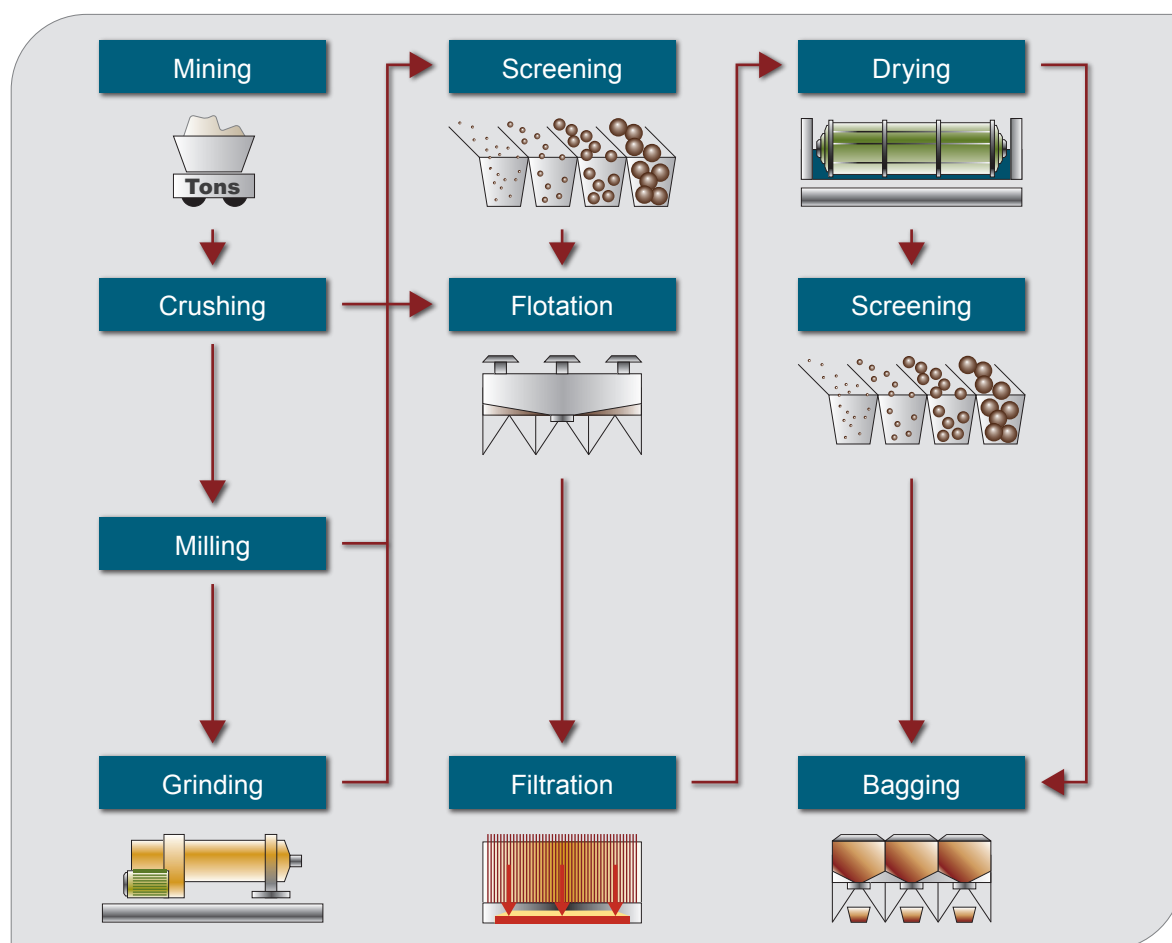 Mining
Tons
Crushing
Milling
Grinding
Screening
Flotation
Filtration
Drying
Screening
Bagging